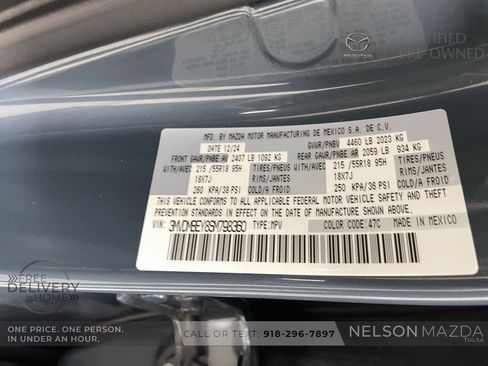 mazda
CERTIFIED
PRE-OWNED
MFD. BY MAZDA MOTOR MANUFACTURING DE MEXICO S.A. DE C.V.
DATE 12/24
GVWR/PNBV 4460 LB 2023 KG
FRONT GAWR/PNBE AV 2407 LB 1092 KG
REAR GAWR/PNBE AR 2059 LB 934 KG
WITH/AVEC 215/55R18 95H TIRES/PNEUS
WITH/AVEC 215/55R18 95H TIRES/PNEUS
18X7J RIMS/JANTES
18X7J RIMS/JANTES
260 KPA/38 PSI COLD/A FROID
250 KPA/36 PSI COLD/A FROID
THIS VEHICLE CONFORMS TO ALL APPLICABLE FEDERAL MOTOR VEHICLE SAFETY AND
THEFT PREVENTION STANDARDS IN EFFECT ON THE DATE OF MANUFACTURE SHOWN ABOVE.
VIN: TYPE:MPV
COLOR CODE:47C MADE IN MEXICO
FREE
DELIVERY
@HOME
ONE PRICE. ONE PERSON.
IN UNDER AN HOUR.
CALL OR TEXT: 918-296-7897
NELSON MAZDA
TULSA